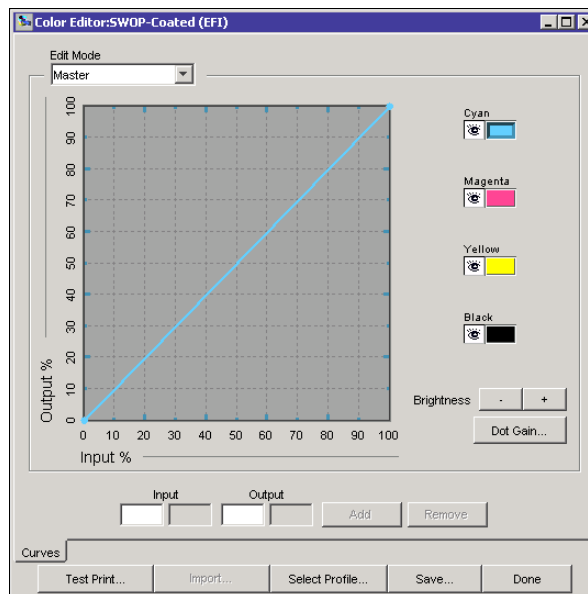 Color Editor:SWOP-Coated (EFI)
Edit Mode
Master
Cyan
Magenta
Yellow
Black
100
90
80
70
60
50
40
30
20
10
0
Output %
0 10 20 30 40 50 60 70 80 90 100
Input %
Brightness - +
Dot Gain...
Input Output
Add Remove
Curves
Test Print... Import... Select Profile... Save... Done